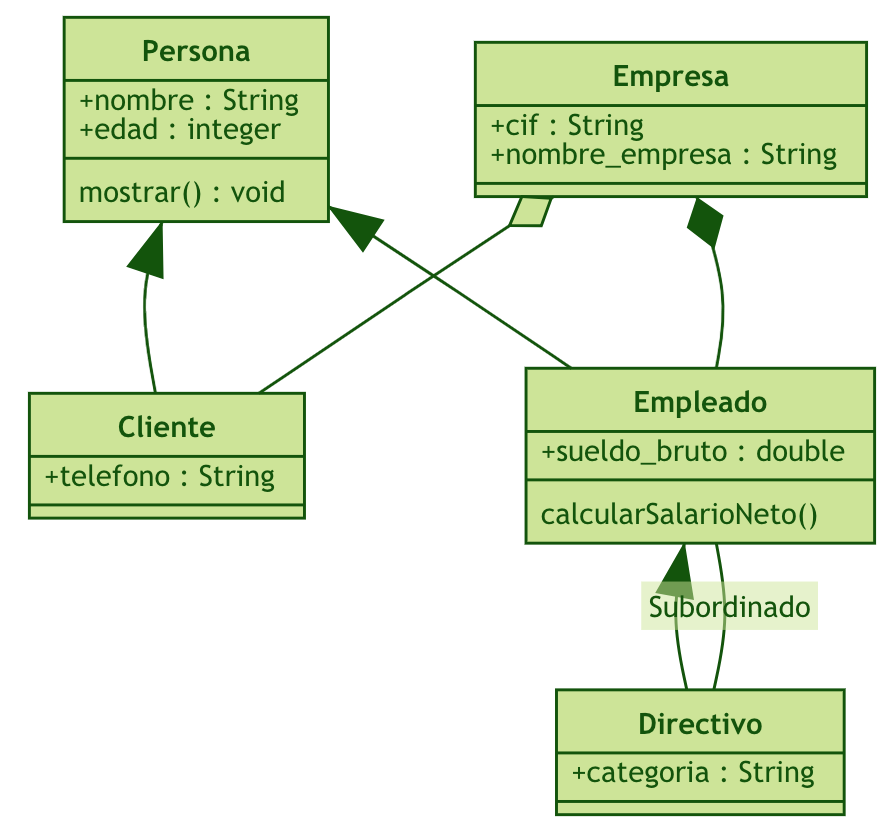 Persona
+nombre : String
+edad : integer
mostrar() : void
Empresa
+cif : String
+nombre_empresa : String
Cliente
+telefono : String
Empleado
+sueldo_bruto : double
calcularSalarioNeto()
Subordinado
Directivo
+categoria : String